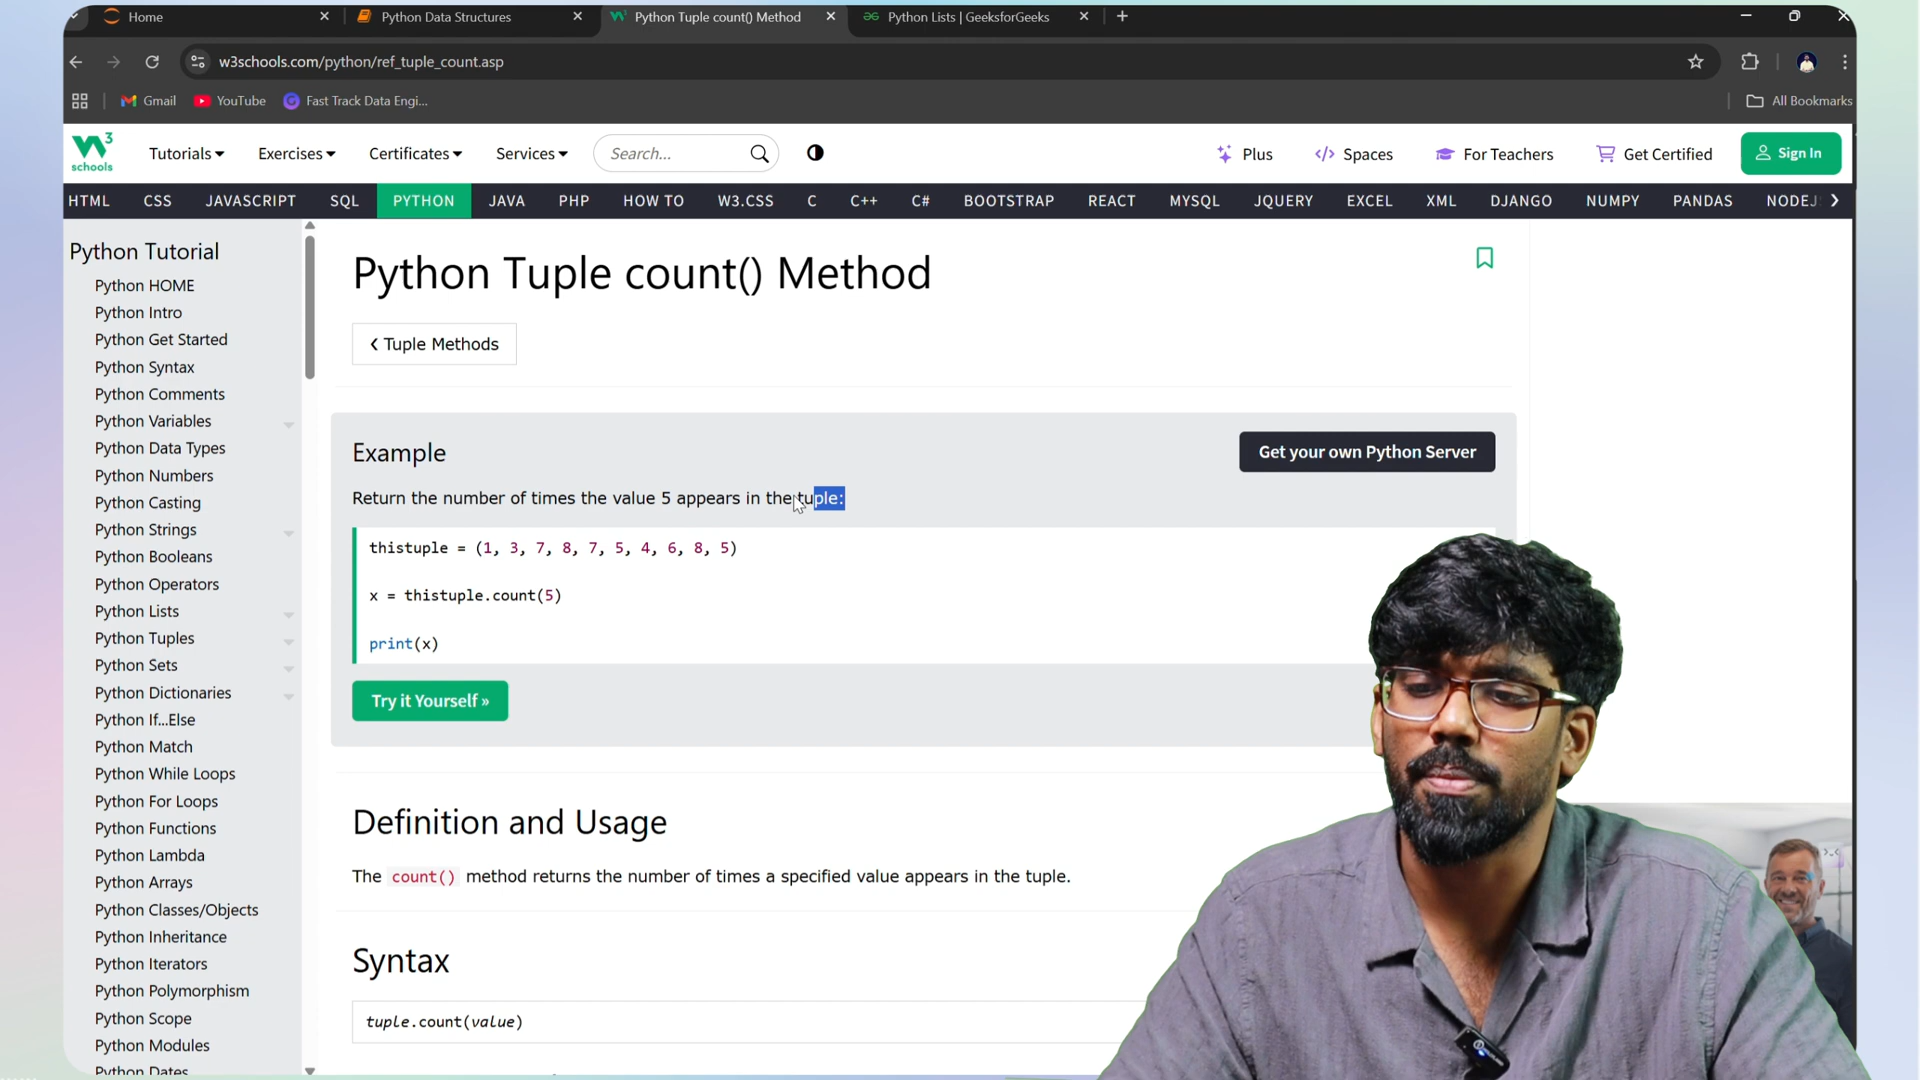 Home
Python Data Structures
Python Tuple count() Method
Python Lists | GeeksforGeeks
w3schools.com/python/ref_tuple_count.asp
Gmail
YouTube
Fast Track Data Engi...
All Bookmarks
W3 schools
Tutorials
Exercises
Certificates
Services
Search...
Plus
Spaces
For Teachers
Get Certified
Sign In
HTML CSS JAVASCRIPT SQL PYTHON JAVA PHP HOW TO W3.CSS C C++ C# BOOTSTRAP REACT MYSQL JQUERY EXCEL XML DJANGO NUMPY PANDAS NODEJ
Python Tutorial
Python HOME
Python Intro
Python Get Started
Python Syntax
Python Comments
Python Variables
Python Data Types
Python Numbers
Python Casting
Python Strings
Python Booleans
Python Operators
Python Lists
Python Tuples
Python Sets
Python Dictionaries
Python If...Else
Python Match
Python While Loops
Python For Loops
Python Functions
Python Lambda
Python Arrays
Python Classes/Objects
Python Inheritance
Python Iterators
Python Polymorphism
Python Scope
Python Modules
Python Dates
Python Tuple count() Method
❮ Tuple Methods
Example
Get your own Python Server
Return the number of times the value 5 appears in the tuple:
thistuple = (1, 3, 7, 8, 7, 5, 4, 6, 8, 5)
x = thistuple.count(5)
print(x)
Try it Yourself »
Definition and Usage
The count() method returns the number of times a specified value appears in the tuple.
Syntax
tuple.count(value)